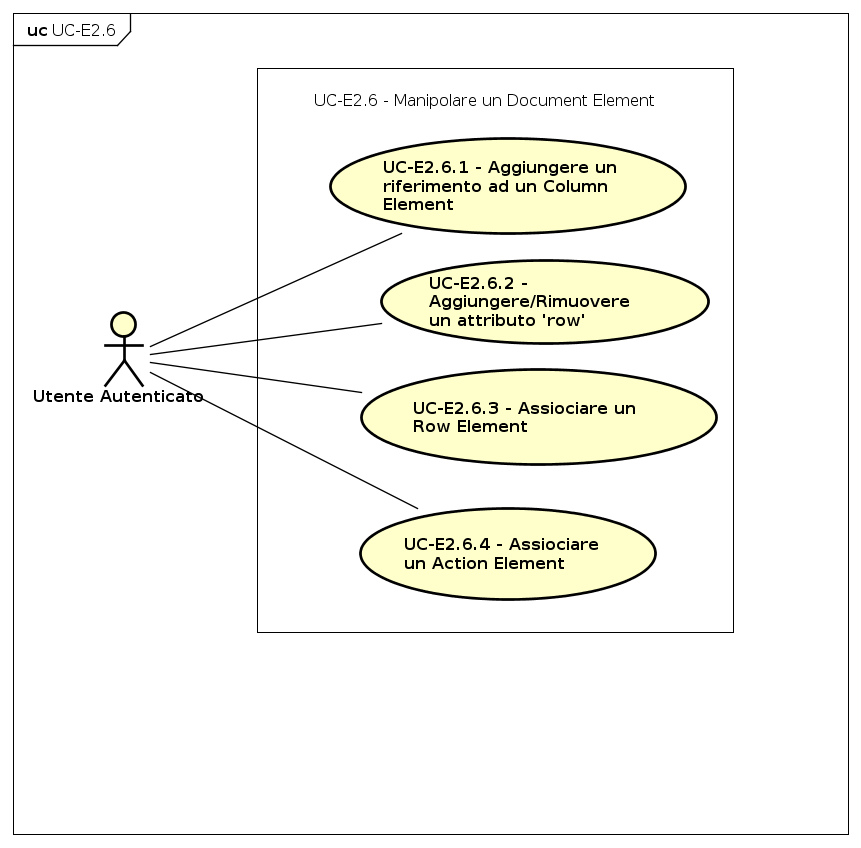 uc UC-E2.6
UC-E2.6 - Manipolare un Document Element
UC-E2.6.1 - Aggiungere un
riferimento ad un Column
Element
UC-E2.6.2 -
Aggiungere/Rimuovere
un attributo 'row'
Utente Autenticato
UC-E2.6.3 - Assiociare un
Row Element
UC-E2.6.4 - Assiociare
un Action Element